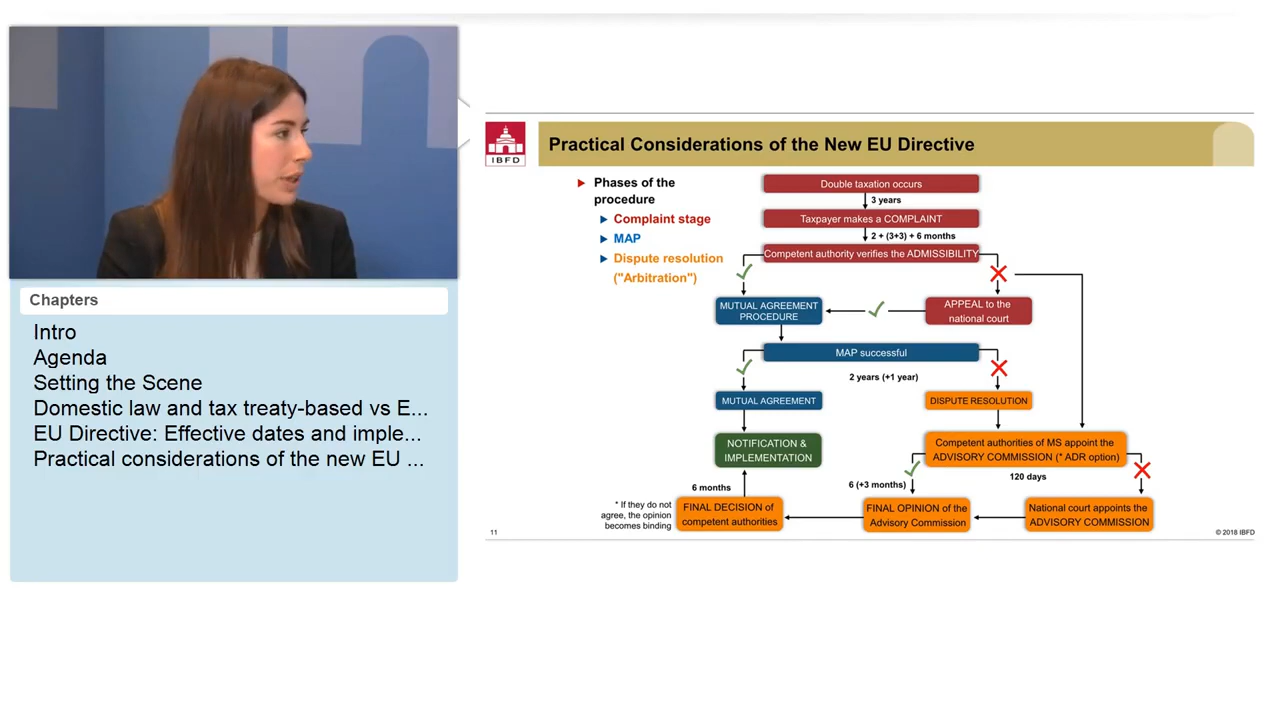 Chapters
Intro
Agenda
Setting the Scene
Domestic law and tax treaty-based vs E...
EU Directive: Effective dates and imple...
Practical considerations of the new EU ...
IBFD
Practical Considerations of the New EU Directive
Phases of the
procedure
Complaint stage
MAP
Dispute resolution
("Arbitration")
Double taxation occurs
3 years
Taxpayer makes a COMPLAINT
2 + (3+3) + 6 months
Competent authority verifies the ADMISSIBILITY
MUTUAL AGREEMENT
PROCEDURE
APPEAL to the
national court
MAP successful
2 years (+1 year)
MUTUAL AGREEMENT
DISPUTE RESOLUTION
NOTIFICATION &
IMPLEMENTATION
Competent authorities of MS appoint the
ADVISORY COMMISSION (* ADR option)
120 days
6 (+3 months)
6 months
* If they do not
agree, the opinion
becomes binding
FINAL DECISION of
competent authorities
FINAL OPINION of the
Advisory Commission
National court appoints the
ADVISORY COMMISSION
11
© 2018 IBFD